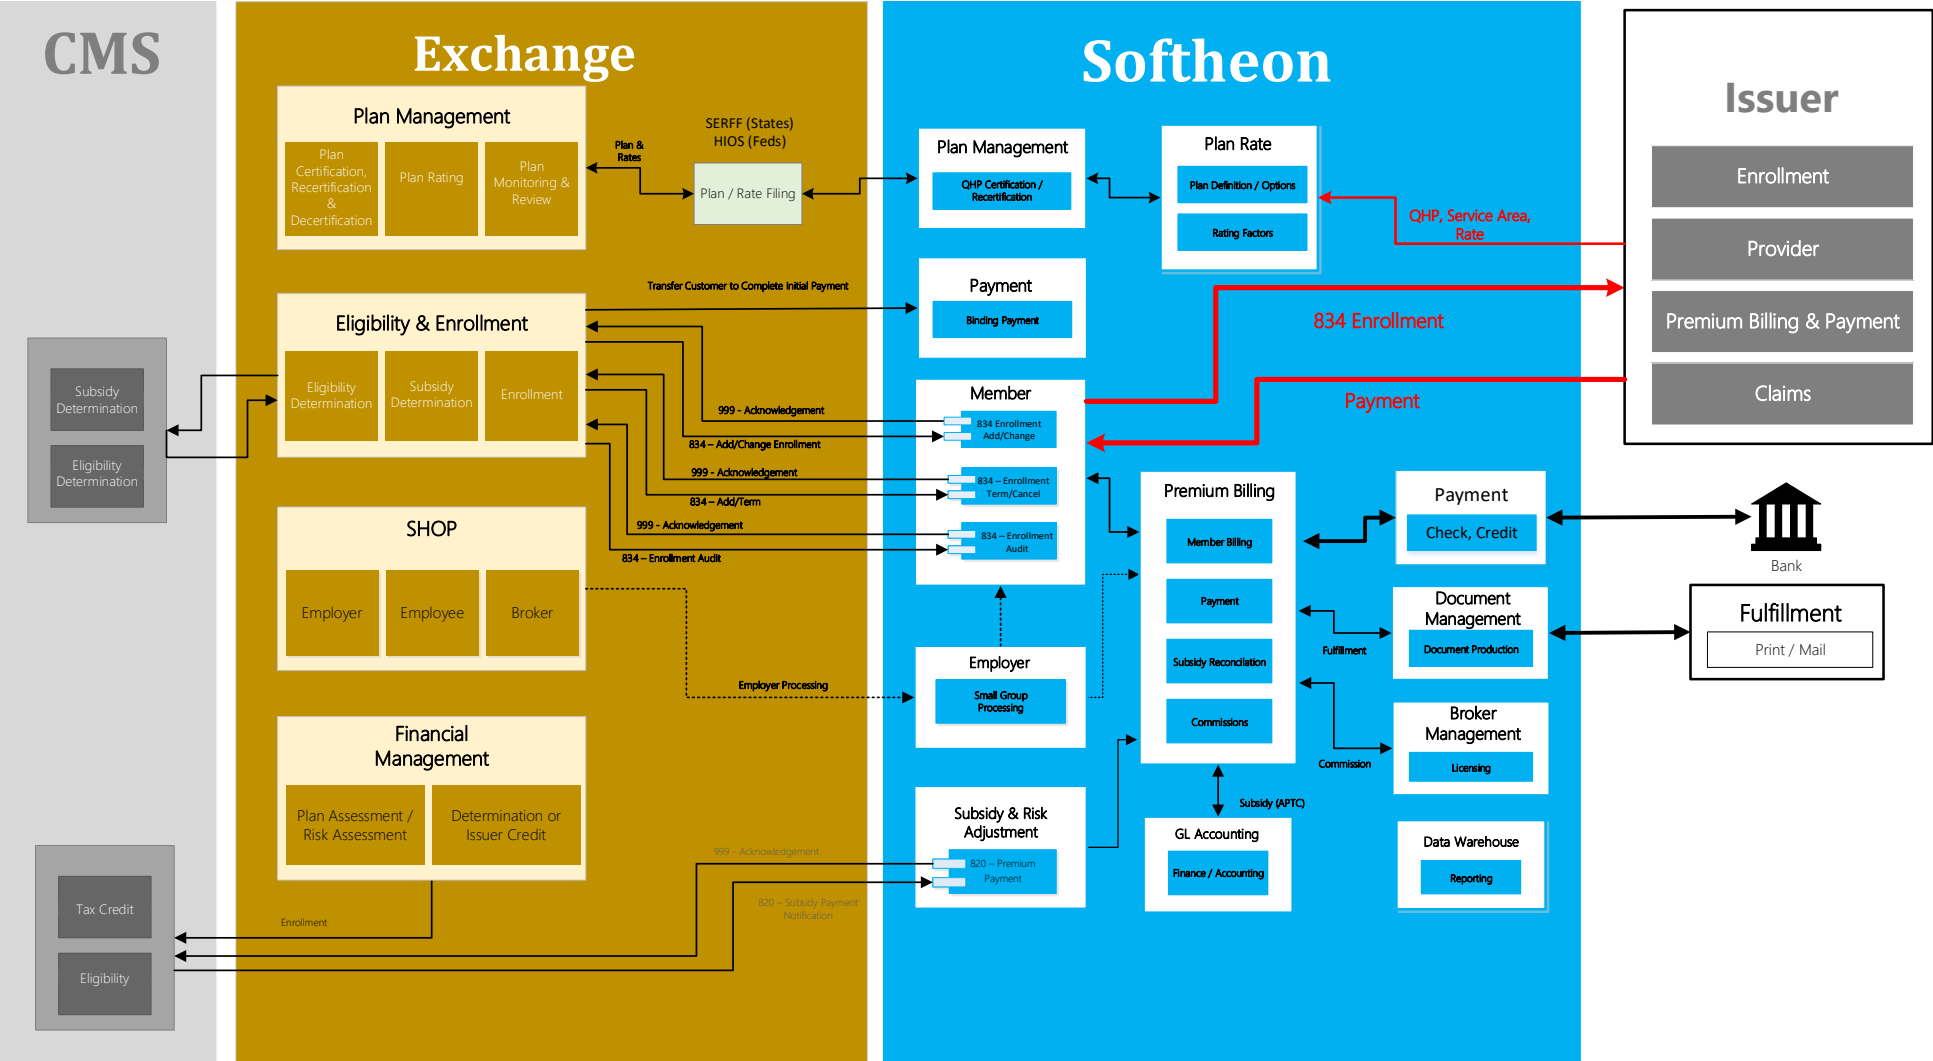 CMS
Subsidy
Determination
Eligibility
Determination
Tax Credit
Eligibility
Exchange
Plan Management
Plan
Certification,
Recertification
&
Decertification
Plan Rating
Plan
Monitoring &
Review
Plan &
Rates
SERFF (States)
HIOS (Feds)
Plan / Rate Filing
Transfer Customer to Complete Initial Payment
Eligibility & Enrollment
Eligibility
Determination
Subsidy
Determination
Enrollment
999 - Acknowledgement
834 – Add/Change Enrollment
999 - Acknowledgement
834 – Add/Term
999 - Acknowledgement
834 – Enrollment Audit
SHOP
Employer
Employee
Broker
Employer Processing
Financial
Management
Plan Assessment /
Risk Assessment
Determination or
Issuer Credit
Enrollment
999 - Acknowledgement
820 – Subsidy Payment
Notification
Softheon
Plan Management
QHP Certification /
Recertification
Plan Rate
Plan Definition / Options
Rating Factors
Payment
Binding Payment
Member
834 Enrollment
Add/Change
834 – Enrollment
Term/Cancel
834 – Enrollment
Audit
Employer
Small Group
Processing
Subsidy & Risk
Adjustment
820 – Premium
Payment
Premium Billing
Member Billing
Payment
Subsidy Reconcilation
Commissions
Subsidy (APTC)
GL Accounting
Finance / Accounting
Payment
Check, Credit
Document
Management
Document Production
Fulfillment
Broker
Management
Licensing
Commission
Data Warehouse
Reporting
QHP, Service Area,
Rate
834 Enrollment
Payment
Issuer
Enrollment
Provider
Premium Billing & Payment
Claims
Bank
Fulfillment
Print / Mail